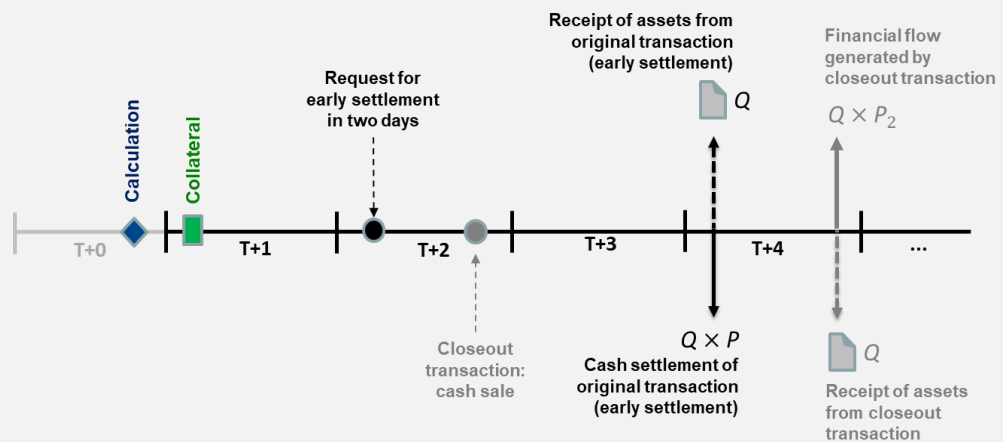 Receipt of assets from
original transaction
(early settlement)
Q
Financial flow
generated by
closeout transaction
Q × P₂
Request for
early settlement
in two days
Calculation
Collateral
T+0
T+1
T+2
T+3
T+4
...
Closeout
transaction:
cash sale
Q × P
Cash settlement of
original transaction
(early settlement)
Q
Receipt of assets
from closeout
transaction